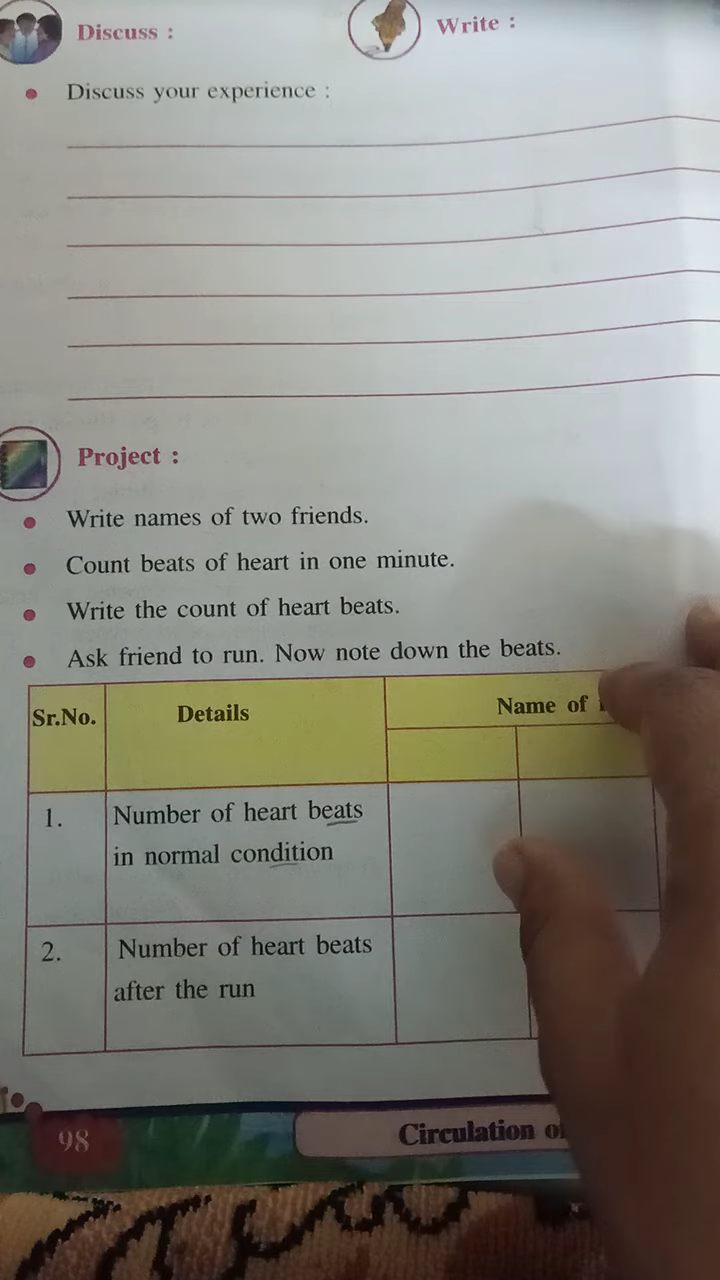 Discuss :
Write :
Discuss your experience :
Project :
Write names of two friends.
Count beats of heart in one minute.
Write the count of heart beats.
Ask friend to run. Now note down the beats.
Sr.No.
Details
Name of
1.
Number of heart beats
in normal condition
2.
Number of heart beats
after the run
98
Circulation